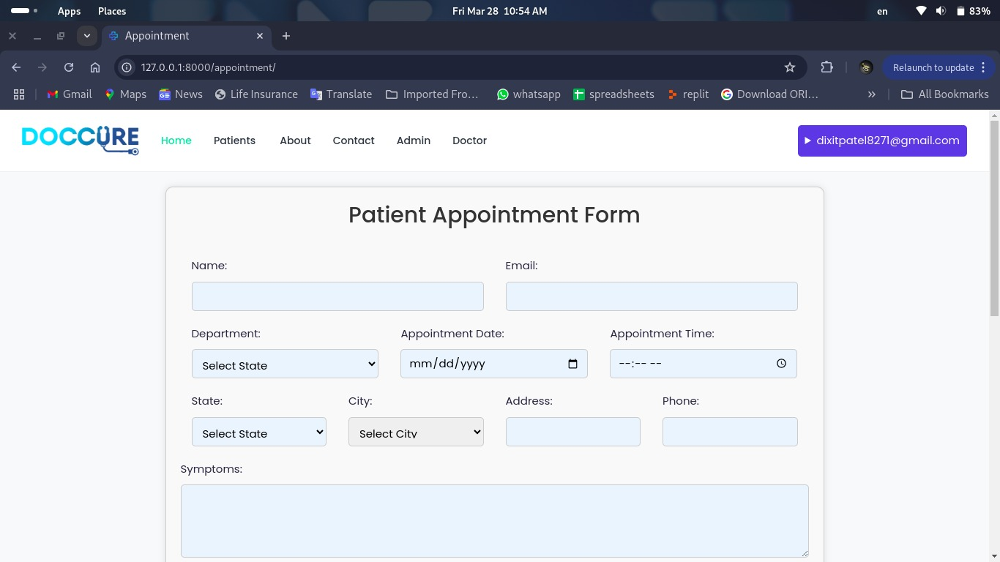 Apps Places Fri Mar 28 10:54 AM en 83%
Appointment
127.0.0.1:8000/appointment/ Relaunch to update
Gmail Maps News Life Insurance Translate Imported Fro... whatsapp spreadsheets replit Download ORI... » All Bookmarks
DOCCURE Home Patients About Contact Admin Doctor dixitpatel8271@gmail.com
Patient Appointment Form
Name: Email:
Department: Appointment Date: Appointment Time:
Select State mm/dd/yyyy --:-- --
State: City: Address: Phone:
Select State Select City
Symptoms: